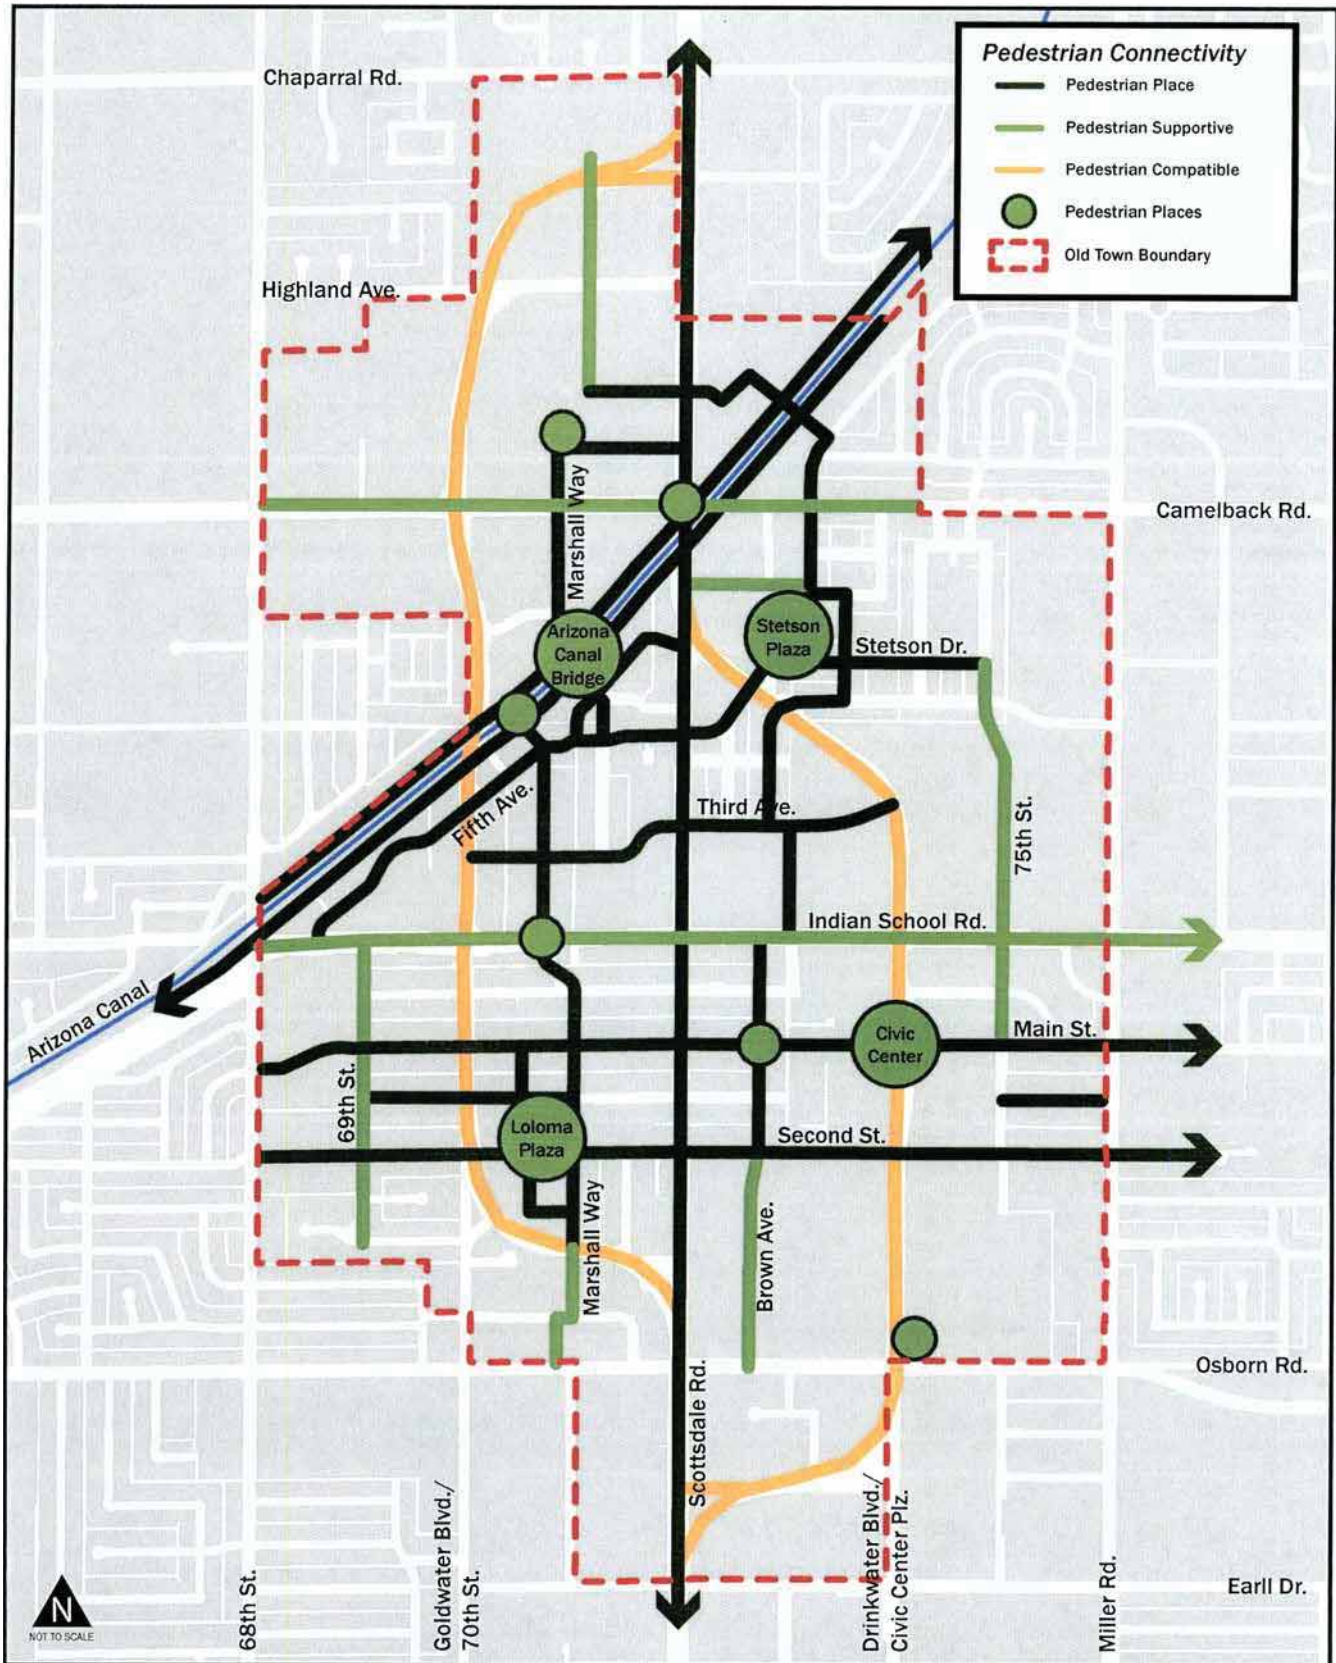 Pedestrian Connectivity
Pedestrian Place
Pedestrian Supportive
Pedestrian Compatible
Pedestrian Places
Old Town Boundary
Chaparral Rd.
Highland Ave.
Marshall Way
Camelback Rd.
Arizona
Canal
Bridge
Stetson
Plaza
Stetson Dr.
Fifth Ave.
Third Ave.
75th St.
Indian School Rd.
Arizona Canal
Civic
Center
Main St.
69th St.
Loloma
Plaza
Second St.
Marshall Way
Brown Ave.
Osborn Rd.
Scottsdale Rd.
68th St.
Goldwater Blvd./
70th St.
Drinkwater Blvd./
Civic Center Plz.
Miller Rd.
Earll Dr.
N
NOT TO SCALE